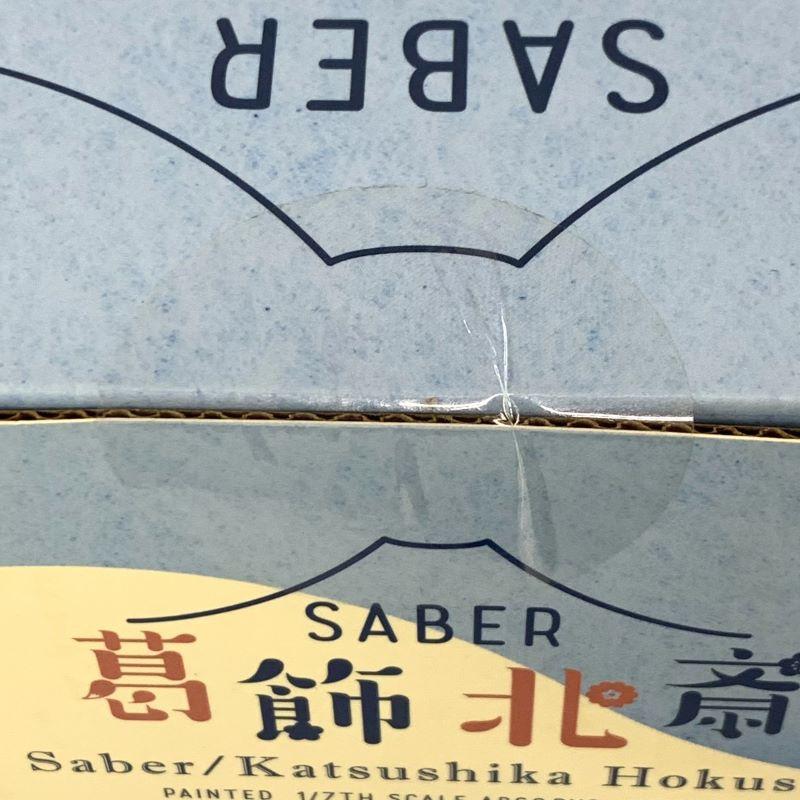 SABER
SABER
葛飾北斎
Saber/Katsushika Hokus
PAINTED 1/7TH SCALE